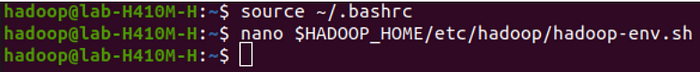 hadoop@lab-H410M-H:~$ source ~/.bashrc
hadoop@lab-H410M-H:~$ nano $HADOOP_HOME/etc/hadoop/hadoop-env.sh
hadoop@lab-H410M-H:~$